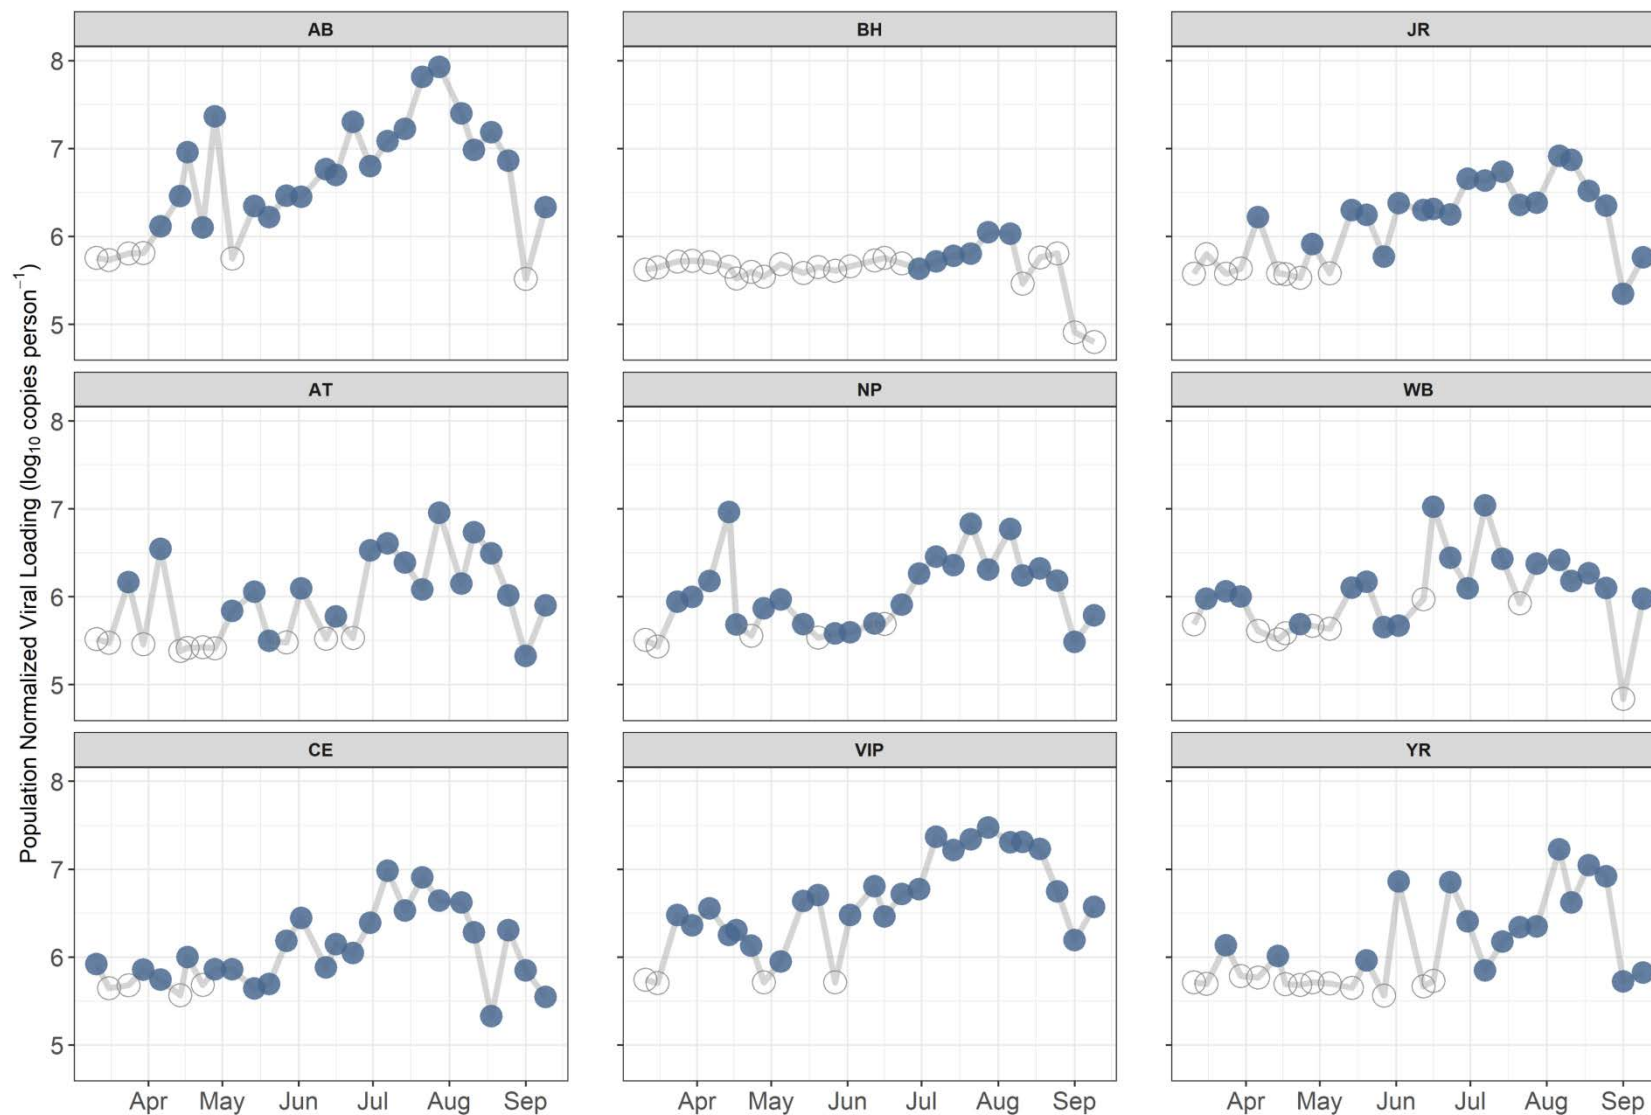 Population Normalized Viral Loading (log₁₀ copies person⁻¹)
AB BH JR
8
7
6
5
AT NP WB
8
7
6
5
CE VIP YR
8
7
6
5
Apr May Jun Jul Aug Sep Apr May Jun Jul Aug Sep Apr May Jun Jul Aug Sep